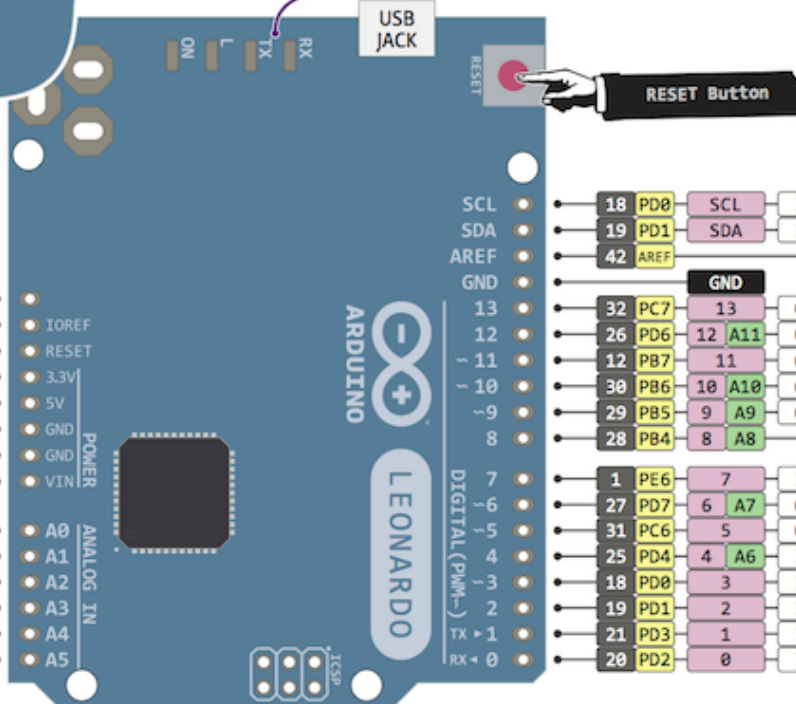 USB
JACK
ON
L
TX
RX
RESET
RESET Button
SCL 18 PD0 SCL
SDA 19 PD1 SDA
AREF 42 AREF
GND GND
13 32 PC7 13
12 26 PD6 12 A11
~11 12 PB7 11
~10 30 PB6 10 A10
~9 29 PB5 9 A9
8 28 PB4 8 A8
7 1 PE6 7
~6 27 PD7 6 A7
~5 31 PC6 5
4 25 PD4 4 A6
~3 18 PD0 3
2 19 PD1 2
TX ▸ 1 21 PD3 1
RX ◂ 0 20 PD2 0
DIGITAL (PWM~)
ARDUINO
LEONARDO
IOREF
RESET
3.3V
5V
GND
GND
VIN
POWER
A0
A1
A2
A3
A4
A5
ANALOG IN
ICSP